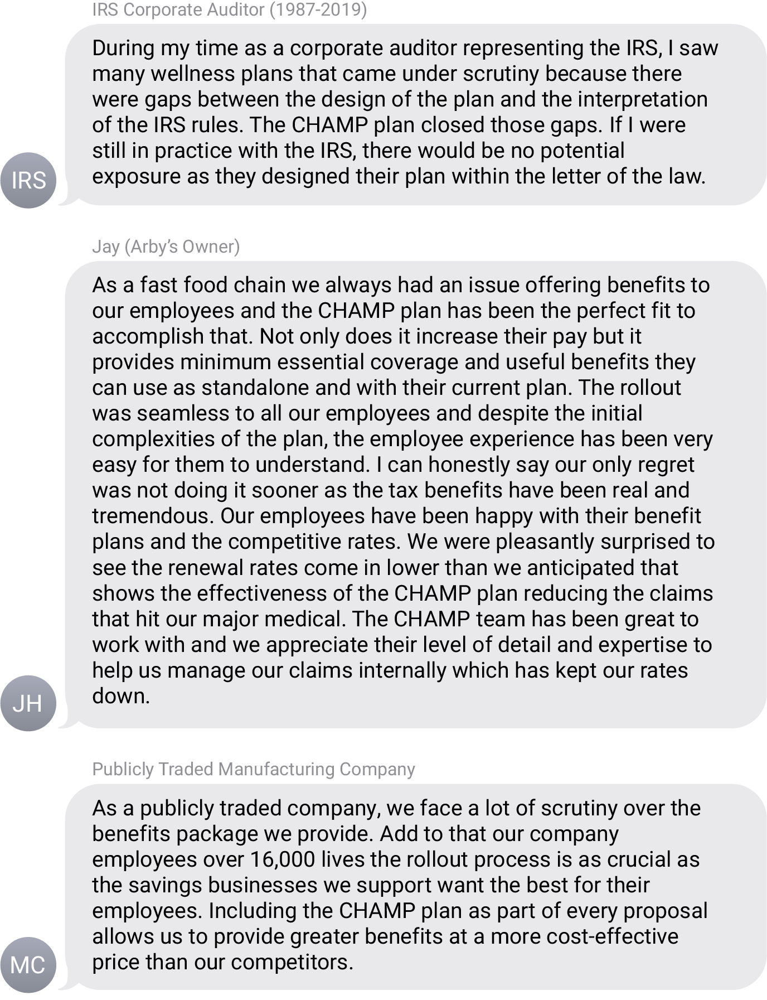 IRS Corporate Auditor (1987-2019)
During my time as a corporate auditor representing the IRS, I saw
many wellness plans that came under scrutiny because there
were gaps between the design of the plan and the interpretation
of the IRS rules. The CHAMP plan closed those gaps. If I were
still in practice with the IRS, there would be no potential
exposure as they designed their plan within the letter of the law.
IRS
Jay (Arby’s Owner)
As a fast food chain we always had an issue offering benefits to
our employees and the CHAMP plan has been the perfect fit to
accomplish that. Not only does it increase their pay but it
provides minimum essential coverage and useful benefits they
can use as standalone and with their current plan. The rollout
was seamless to all our employees and despite the initial
complexities of the plan, the employee experience has been very
easy for them to understand. I can honestly say our only regret
was not doing it sooner as the tax benefits have been real and
tremendous. Our employees have been happy with their benefit
plans and the competitive rates. We were pleasantly surprised to
see the renewal rates come in lower than we anticipated that
shows the effectiveness of the CHAMP plan reducing the claims
that hit our major medical. The CHAMP team has been great to
work with and we appreciate their level of detail and expertise to
help us manage our claims internally which has kept our rates
down.
JH
Publicly Traded Manufacturing Company
As a publicly traded company, we face a lot of scrutiny over the
benefits package we provide. Add to that our company
employees over 16,000 lives the rollout process is as crucial as
the savings businesses we support want the best for their
employees. Including the CHAMP plan as part of every proposal
allows us to provide greater benefits at a more cost-effective
price than our competitors.
MC